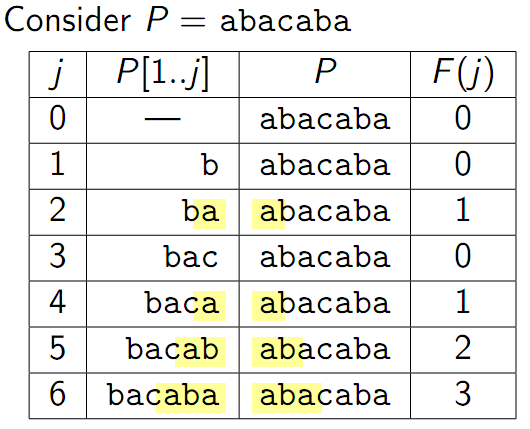 Consider P = abacaba
j P[1..j] P F(j)
0 — abacaba 0
1 b abacaba 0
2 ba abacaba 1
3 bac abacaba 0
4 baca abacaba 1
5 bacab abacaba 2
6 bacaba abacaba 3